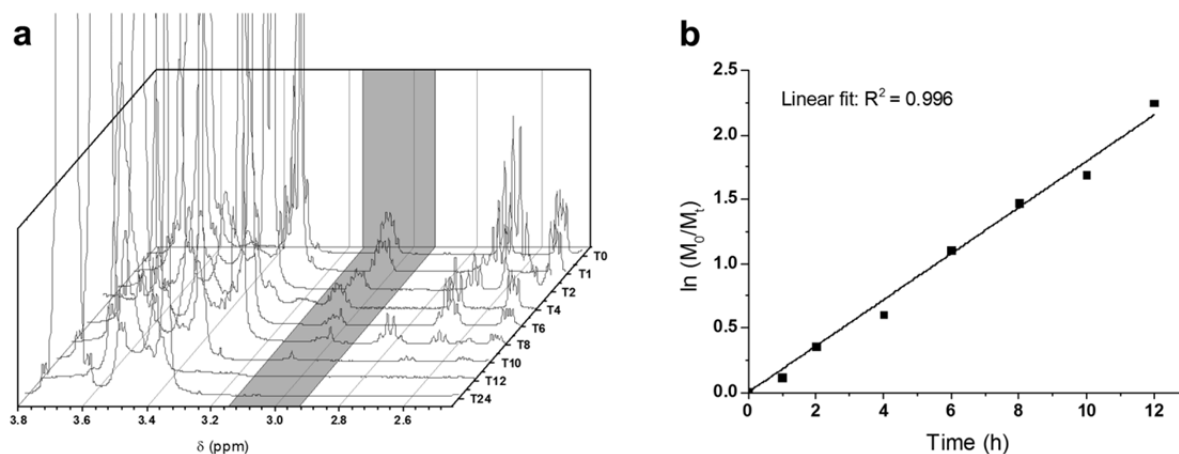 a
T0
T1
T2
T4
T6
T8
T10
T12
T24
3.8
3.6
3.4
3.2
3.0
2.8
2.6
δ (ppm)
b
Linear fit: R² = 0.996
ln (M₀/Mₜ)
2.5
2.0
1.5
1.0
0.5
0.0
0 2 4 6 8 10 12
Time (h)